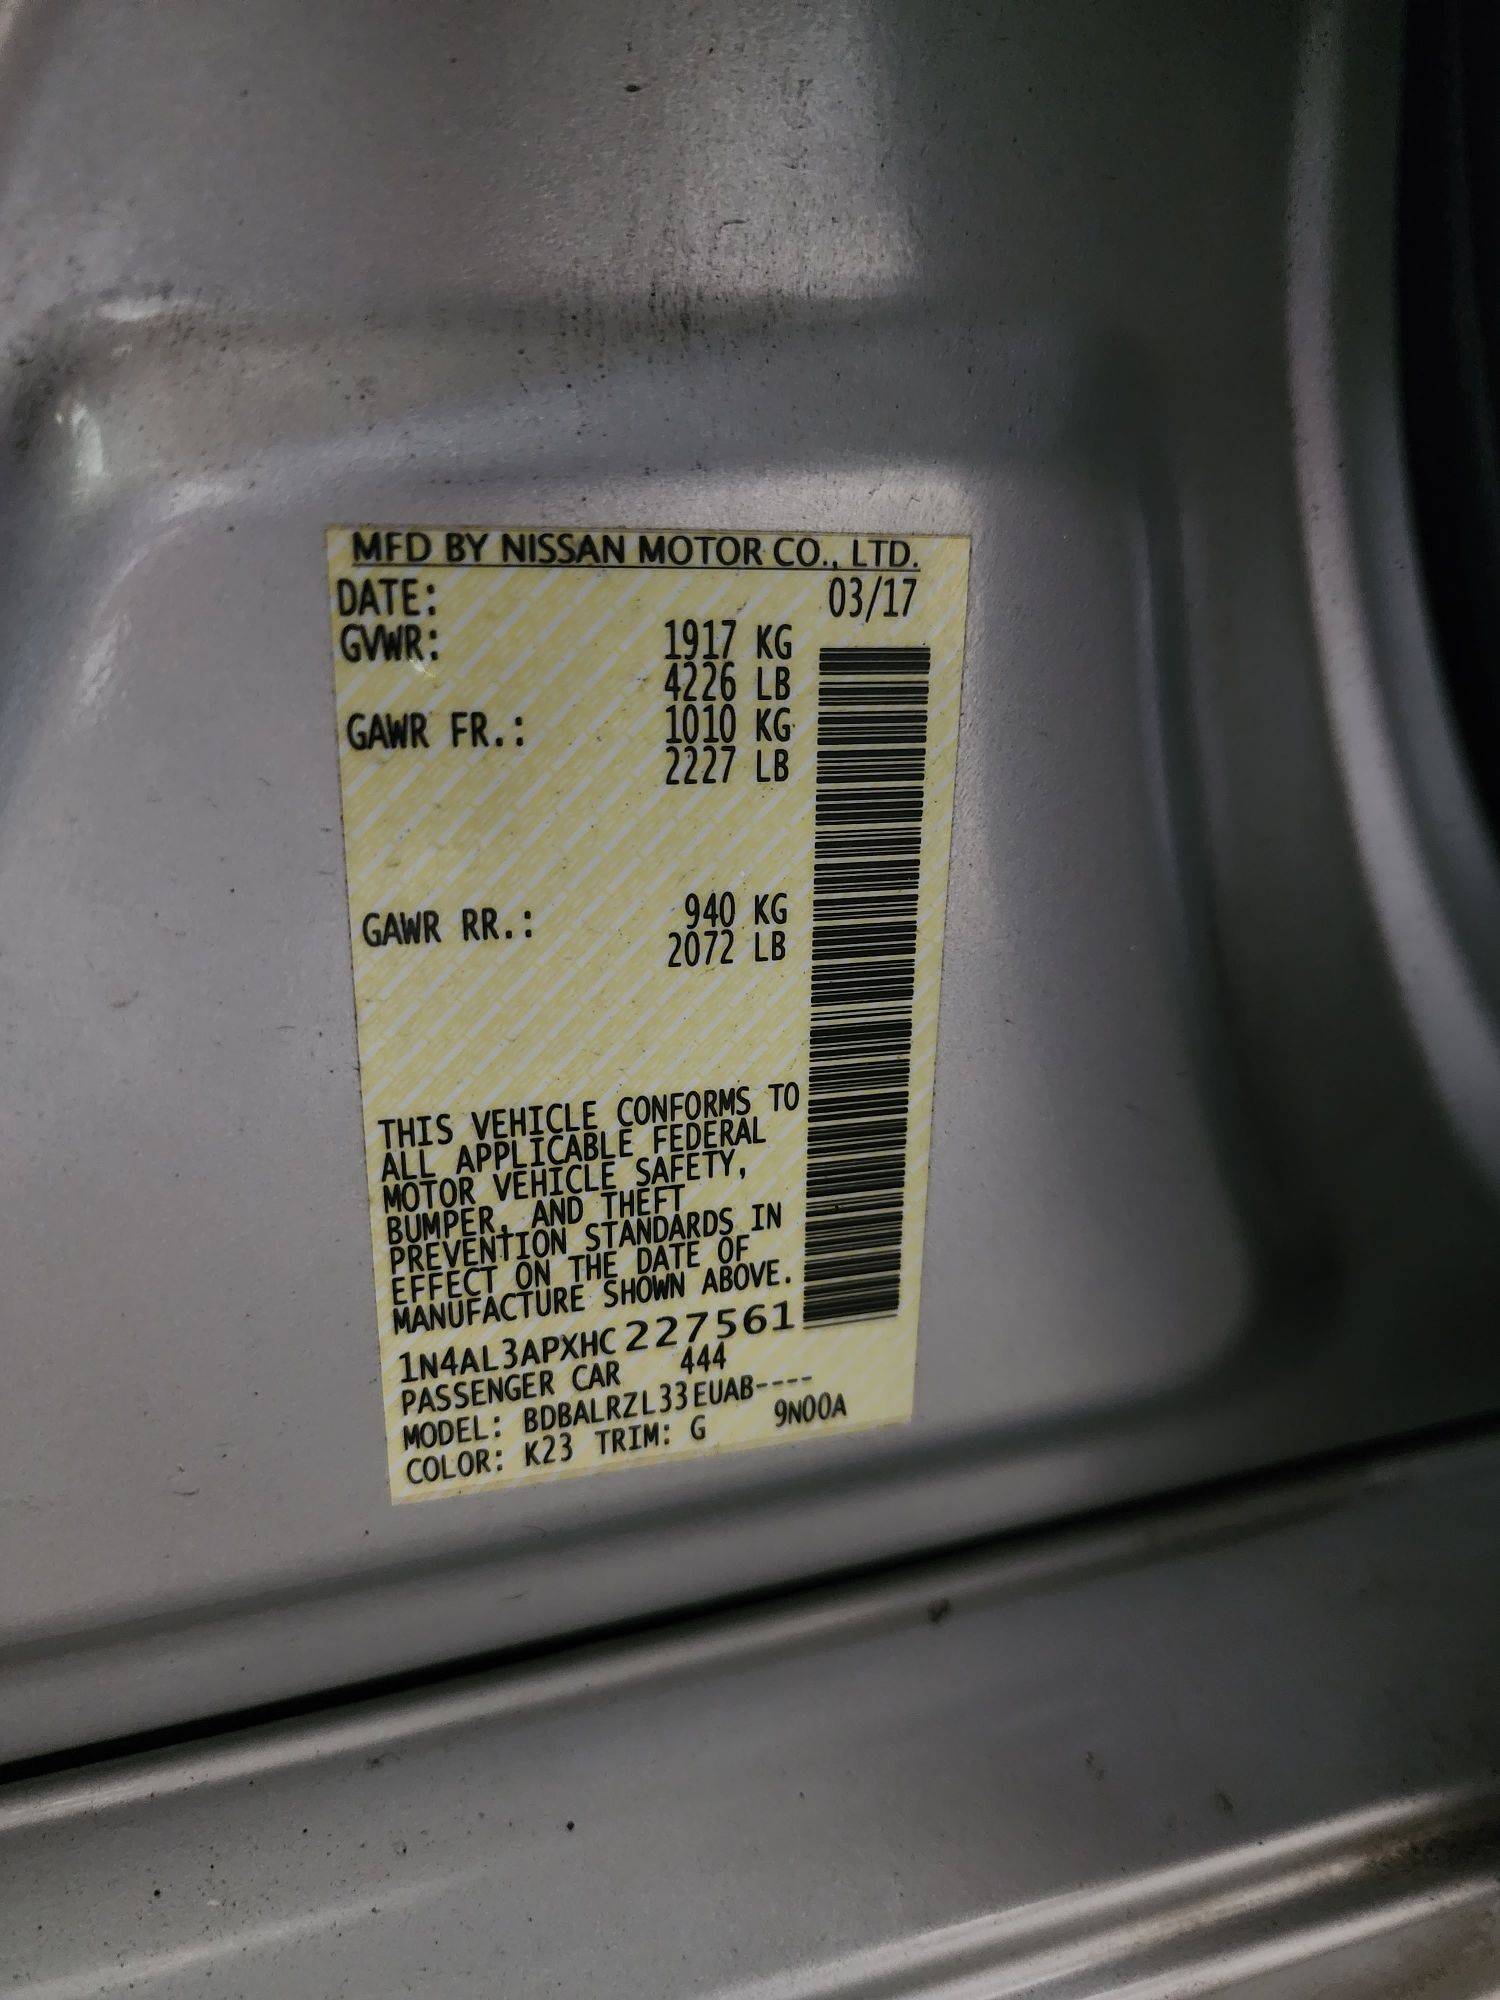 MFD BY NISSAN MOTOR CO., LTD.
DATE: 03/17
GVWR: 1917 KG
4226 LB
GAWR FR.: 1010 KG
2227 LB
GAWR RR.: 940 KG
2072 LB
THIS VEHICLE CONFORMS TO
ALL APPLICABLE FEDERAL
MOTOR VEHICLE SAFETY,
BUMPER, AND THEFT
PREVENTION STANDARDS IN
EFFECT ON THE DATE OF
MANUFACTURE SHOWN ABOVE.
1N4AL3APXHC227561
PASSENGER CAR 444
MODEL: BDBALRZL33EUAB----
COLOR: K23 TRIM: G 9N00A